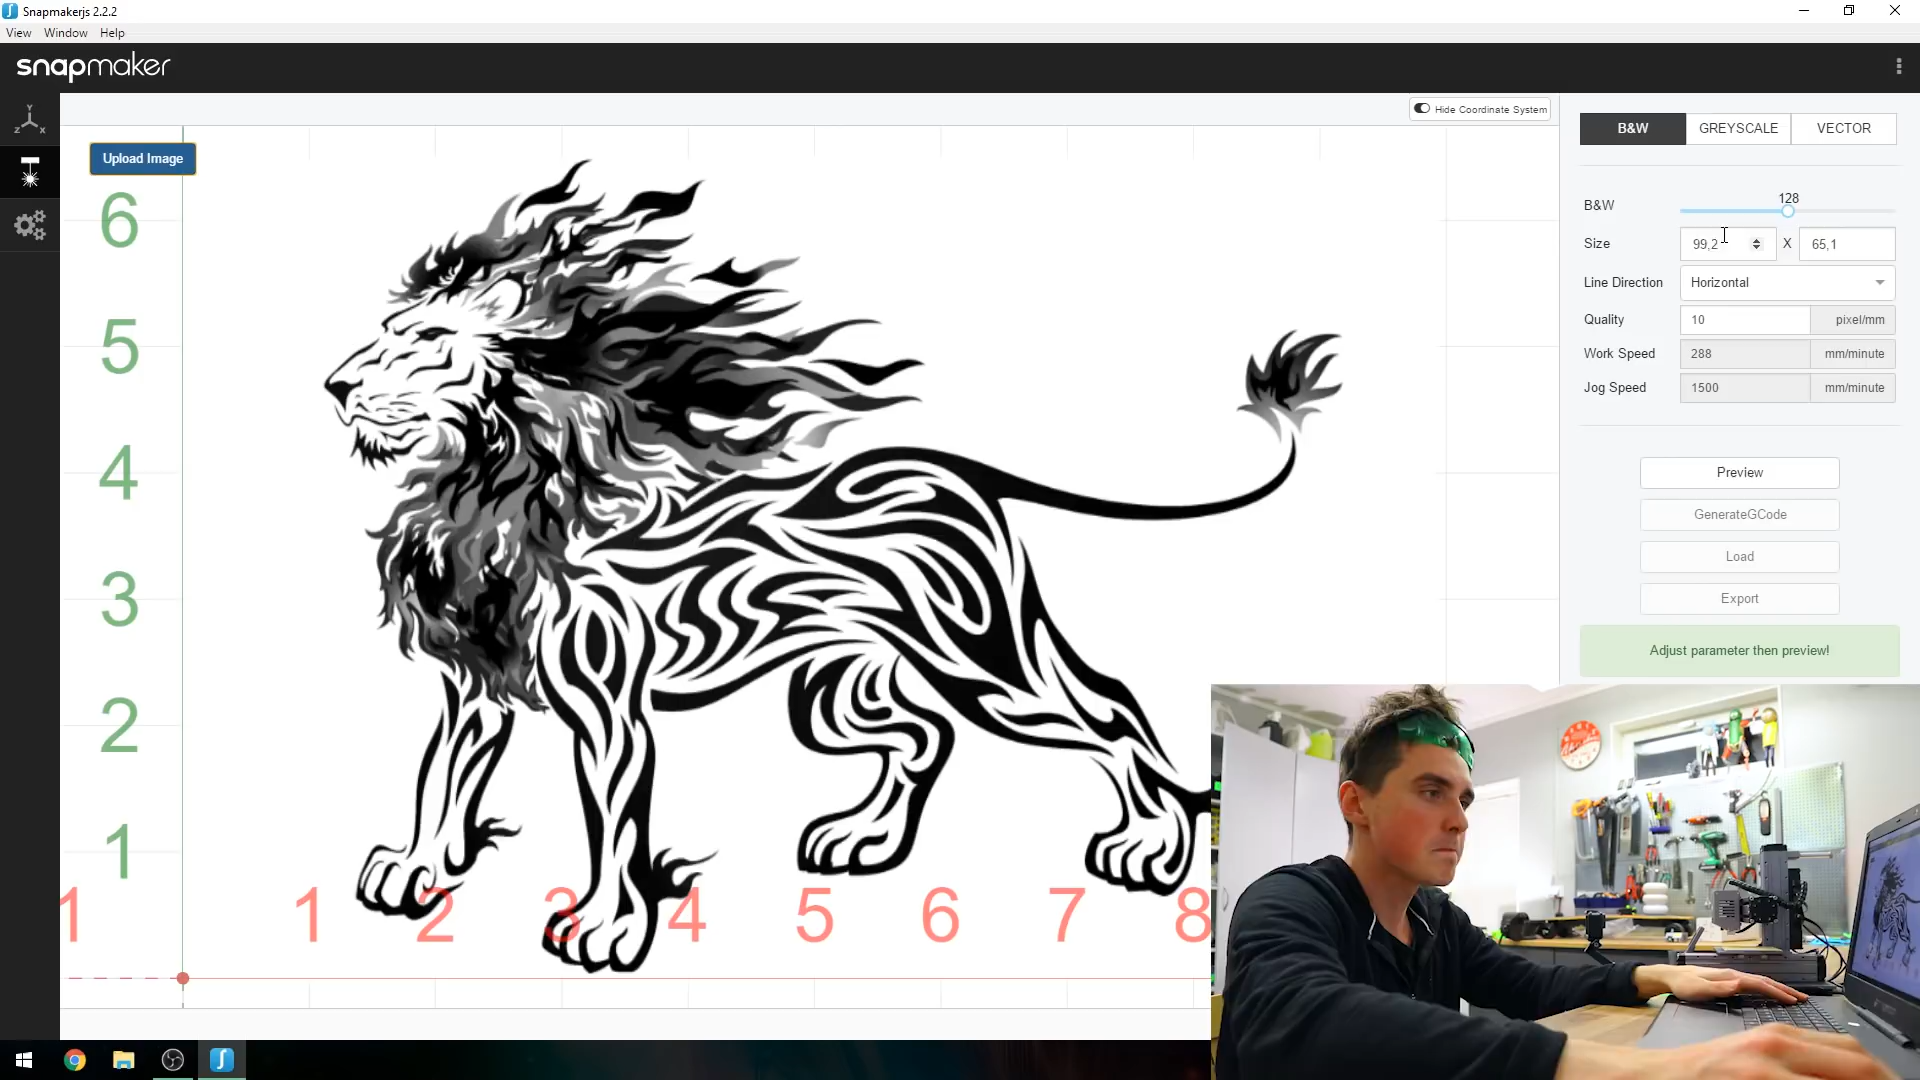 Snapmakerjs 2.2.2
View Window Help
snapmaker
Hide Coordinate System
Upload Image
B&W GREYSCALE VECTOR
128
B&W
Size 99,2 X 65,1
Line Direction Horizontal
Quality 10 pixel/mm
Work Speed 288 mm/minute
Jog Speed 1500 mm/minute
Preview
GenerateGCode
Load
Export
Adjust parameter then preview!
Y
Z X
6
5
4
3
2
1
1 1 2 3 4 5 6 7 8